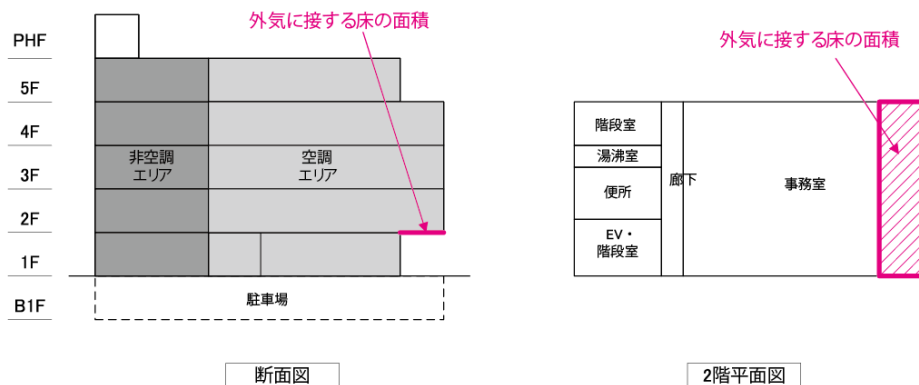 外気に接する床の面積
PHF
5F
4F
3F
2F
1F
B1F
非空調
エリア
空調
エリア
駐車場
断面図
外気に接する床の面積
階段室
湯沸室
便所
EV・
階段室
廊下
事務室
2階平面図